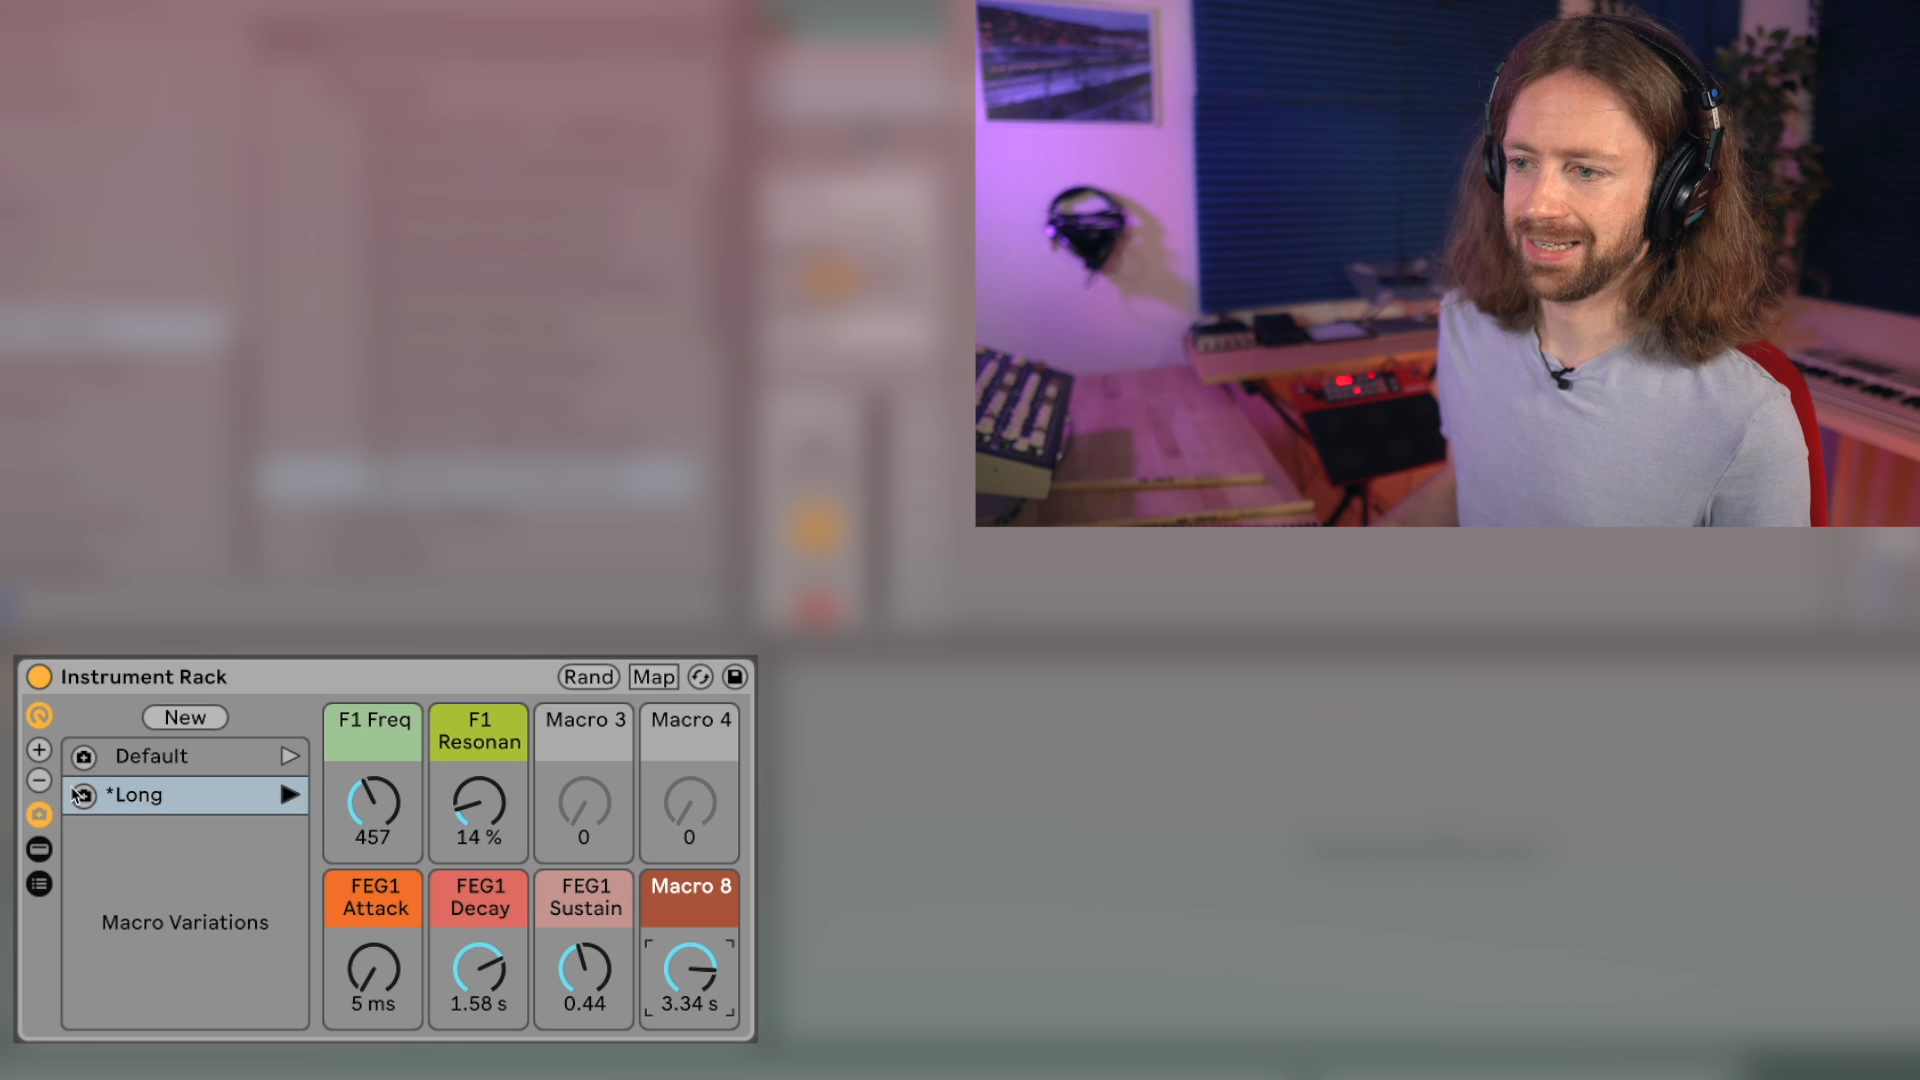 Instrument Rack
Rand
Map
New
Default
*Long
Macro Variations
F1 Freq
457
F1
Resonan
14 %
Macro 3
0
Macro 4
0
FEG1
Attack
5 ms
FEG1
Decay
1.58 s
FEG1
Sustain
0.44
Macro 8
3.34 s